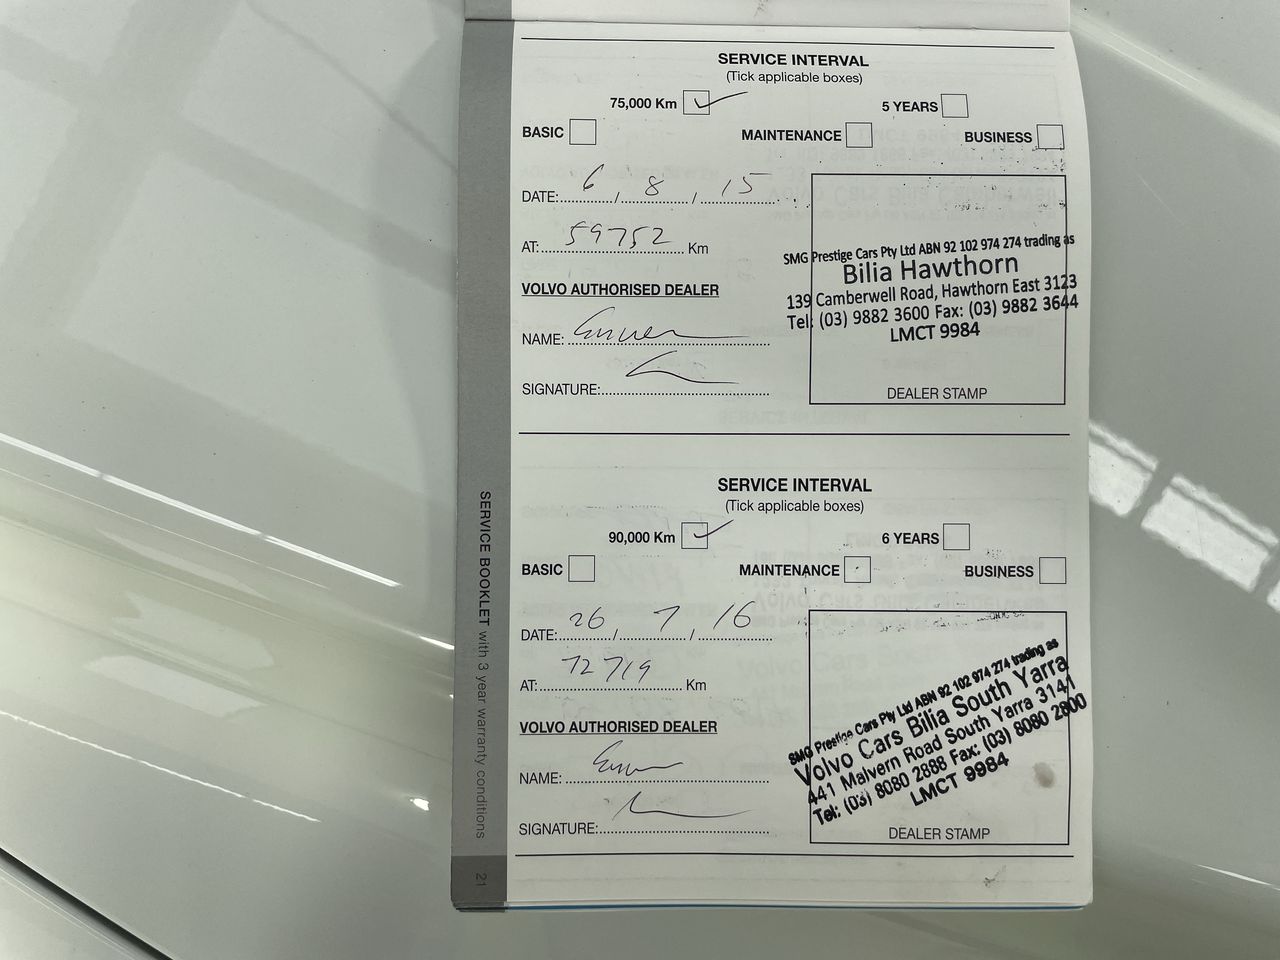 SERVICE INTERVAL
(Tick applicable boxes)
75,000 Km 5 YEARS
BASIC MAINTENANCE BUSINESS
DATE: 6 / 8 / 15
AT: 59752 Km
VOLVO AUTHORISED DEALER
NAME:
SIGNATURE:
SMG Prestige Cars Pty Ltd ABN 92 102 974 274 trading as
Bilia Hawthorn
139 Camberwell Road, Hawthorn East 3123
Tel: (03) 9882 3600 Fax: (03) 9882 3644
LMCT 9984
DEALER STAMP
SERVICE INTERVAL
(Tick applicable boxes)
90,000 Km 6 YEARS
BASIC MAINTENANCE BUSINESS
DATE: 26 / 7 / 16
AT: 72719 Km
VOLVO AUTHORISED DEALER
NAME:
SIGNATURE:
SMG Prestige Cars Pty Ltd ABN 92 102 974 274 trading as
Volvo Cars Bilia South Yarra
441 Malvern Road South Yarra 3141
Tel: (03) 8080 2888 Fax: (03) 8080 2800
LMCT 9984
DEALER STAMP
SERVICE BOOKLET with 3 year warranty conditions
21